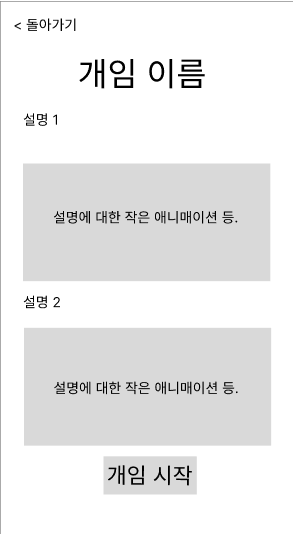 < 돌아가기
개임 이름
설명 1
설명에 대한 작은 애니매이션 등.
설명 2
설명에 대한 작은 애니매이션 등.
개임 시작